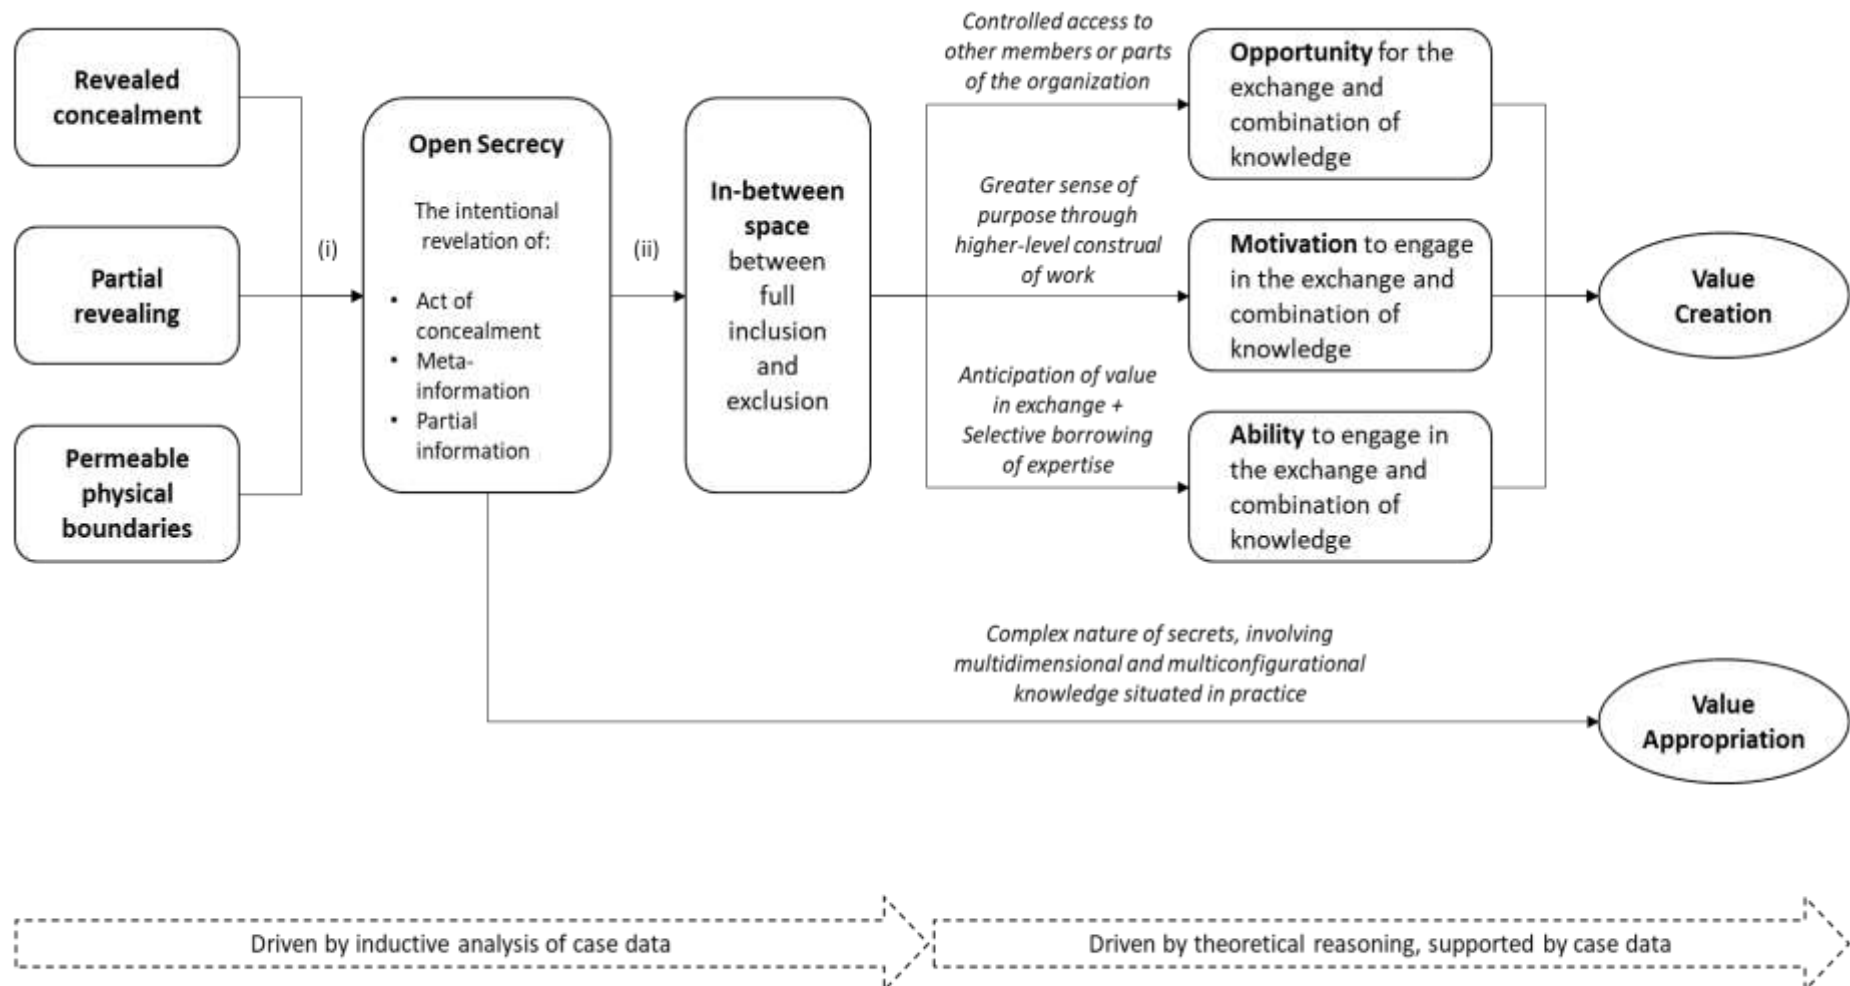 Revealed
concealment
Partial
revealing
Permeable
physical
boundaries
(i)
Open Secrecy
The intentional
revelation of:
• Act of
concealment
• Meta-
information
• Partial
information
(ii)
In-between
space
between
full
inclusion
and
exclusion
Controlled access to
other members or parts
of the organization
Greater sense of
purpose through
higher-level construal
of work
Anticipation of value
in exchange +
Selective borrowing
of expertise
Opportunity for the
exchange and
combination of
knowledge
Motivation to engage
in the exchange and
combination of
knowledge
Ability to engage in
the exchange and
combination of
knowledge
Value
Creation
Complex nature of secrets, involving
multidimensional and multiconfigurational
knowledge situated in practice
Value
Appropriation
Driven by inductive analysis of case data
Driven by theoretical reasoning, supported by case data